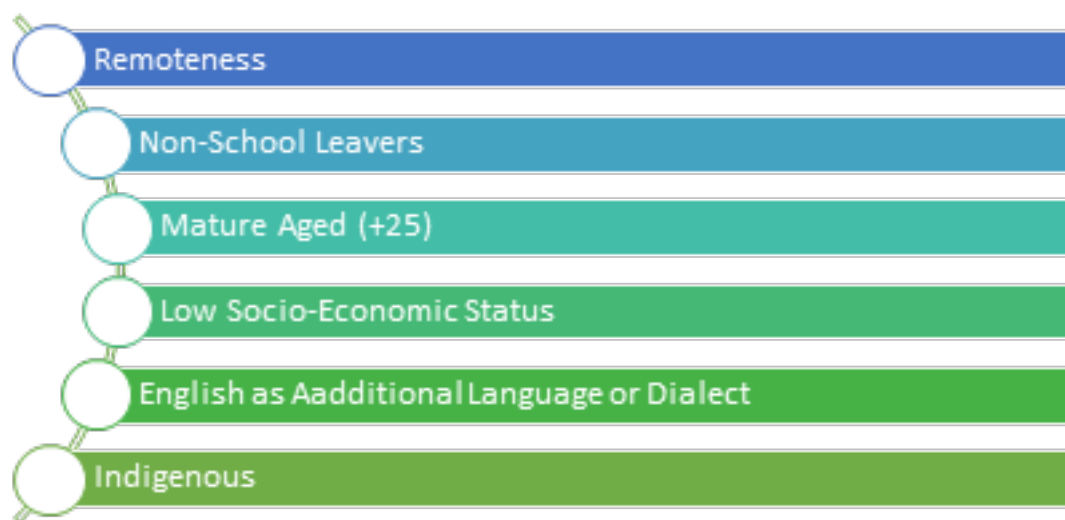 Remoteness
Non-School Leavers
Mature Aged (+25)
Low Socio-Economic Status
English as Aadditional Language or Dialect
Indigenous